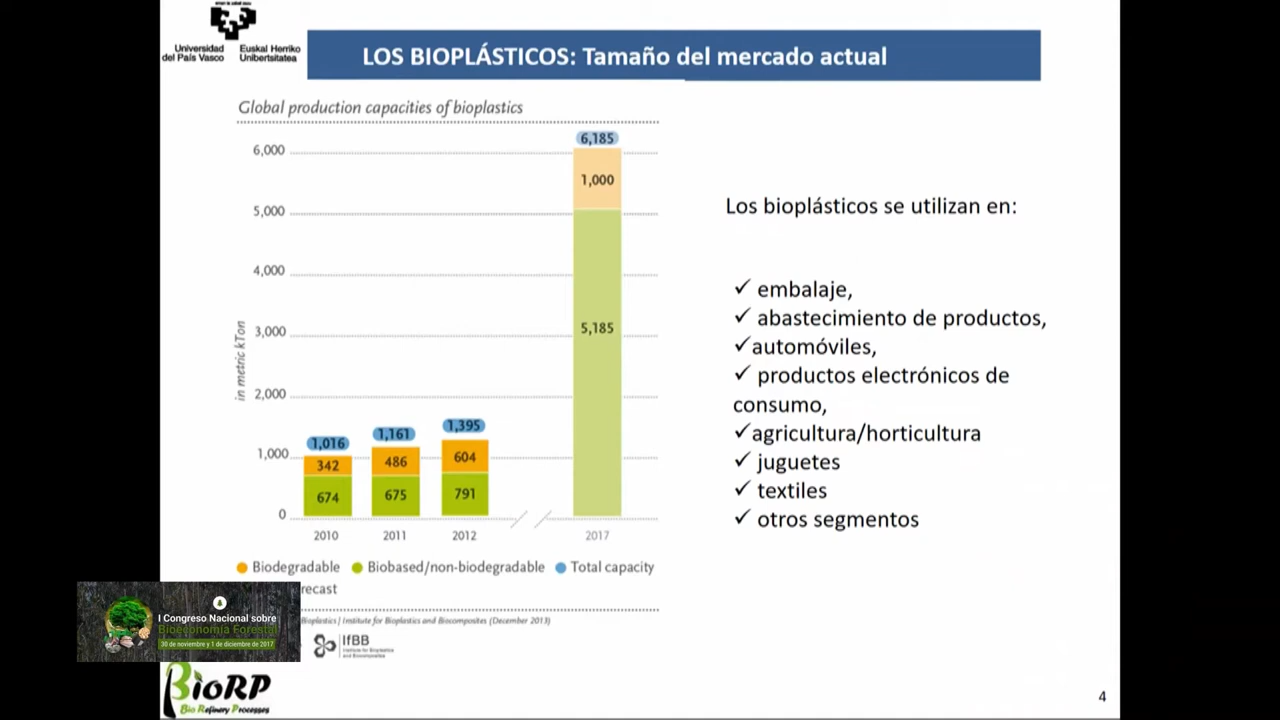 Universidad
del País Vasco
Euskal Herriko
Unibertsitatea
LOS BIOPLÁSTICOS: Tamaño del mercado actual
Global production capacities of bioplastics
in metric kTon
6,000
5,000
4,000
3,000
2,000
1,000
0
1,016
342
674
2010
1,161
486
675
2011
1,395
604
791
2012
6,185
1,000
5,185
2017
Biodegradable
Biobased/non-biodegradable
Total capacity
recast
Bioplastics | Institute for Bioplastics and Biocomposites (December 2013)
IfBB
Institute for Bioplastics
and Biocomposites
Los bioplásticos se utilizan en:
✓ embalaje,
✓ abastecimiento de productos,
✓automóviles,
✓ productos electrónicos de
consumo,
✓agricultura/horticultura
✓ juguetes
✓ textiles
✓ otros segmentos
I Congreso Nacional sobre
Bioeconomía Forestal
30 de noviembre y 1 de diciembre de 2017
BioRP
Bio Refinery Processes
4